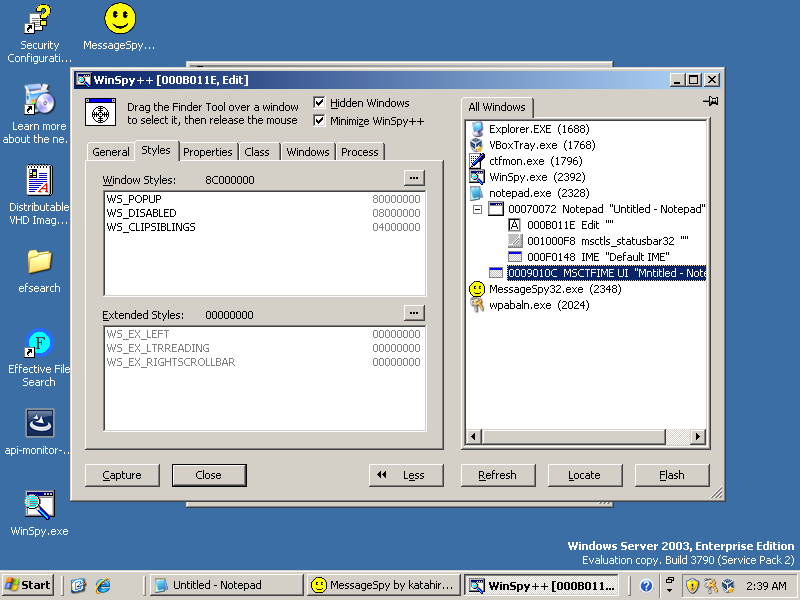 Security
Configurati...
MessageSpy...
Learn more
about the ne..
Distributable
VHD Imag...
efsearch
Effective File
Search
api-monitor-..
WinSpy.exe
WinSpy++ [000B011E, Edit]
Drag the Finder Tool over a window
to select it, then release the mouse
Hidden Windows
Minimize WinSpy++
General
Styles
Properties
Class
Windows
Process
Window Styles: 8C000000
...
WS_POPUP 80000000
WS_DISABLED 08000000
WS_CLIPSIBLINGS 04000000
Extended Styles: 00000000
...
WS_EX_LEFT 00000000
WS_EX_LTRREADING 00000000
WS_EX_RIGHTSCROLLBAR 00000000
Capture
Close
Less
All Windows
Explorer.EXE (1688)
VBoxTray.exe (1768)
ctfmon.exe (1796)
WinSpy.exe (2392)
notepad.exe (2328)
00070072 Notepad "Untitled - Notepad"
000B011E Edit ""
001000F8 msctls_statusbar32 ""
000F0148 IME "Default IME"
0009010C MSCTFIME UI "Mntitled - Note
MessageSpy32.exe (2348)
wpabaln.exe (2024)
Refresh
Locate
Flash
Windows Server 2003, Enterprise Edition
Evaluation copy. Build 3790 (Service Pack 2)
Start
Untitled - Notepad
MessageSpy by katahir...
WinSpy++ [000B011...
2:39 AM